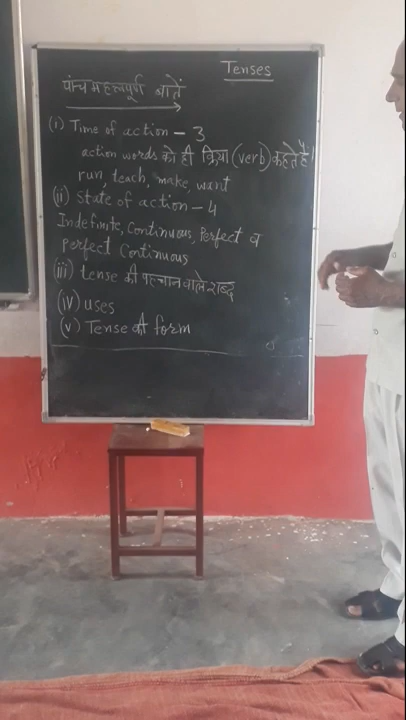 Tenses
पांच महत्वपूर्ण बातें
(i) Time of action - 3
action words को ही क्रिया (verb) कहते हैं।
run, teach, make, want
(ii) State of action - 4
Indefinite, Continuous, Perfect व
perfect Continuous
(iii) tense की पहचान वाले शब्द
(iv) uses
(v) Tense की form